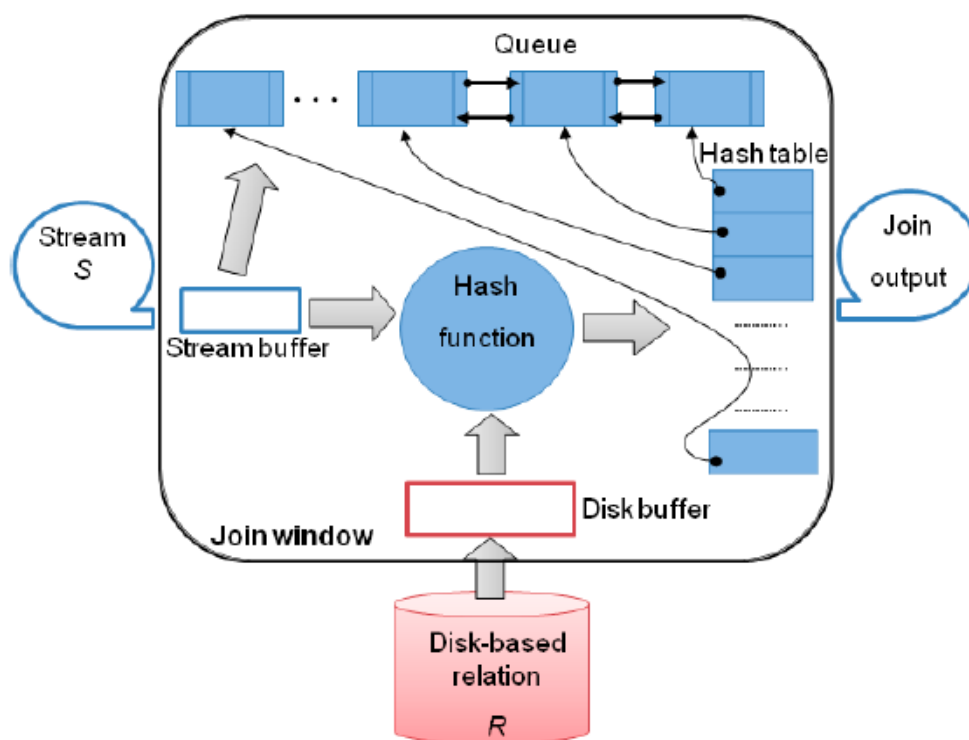 Queue
Hash table
Stream
S
Join
output
Hash
function
Stream buffer
Disk buffer
Join window
Disk-based
relation
R